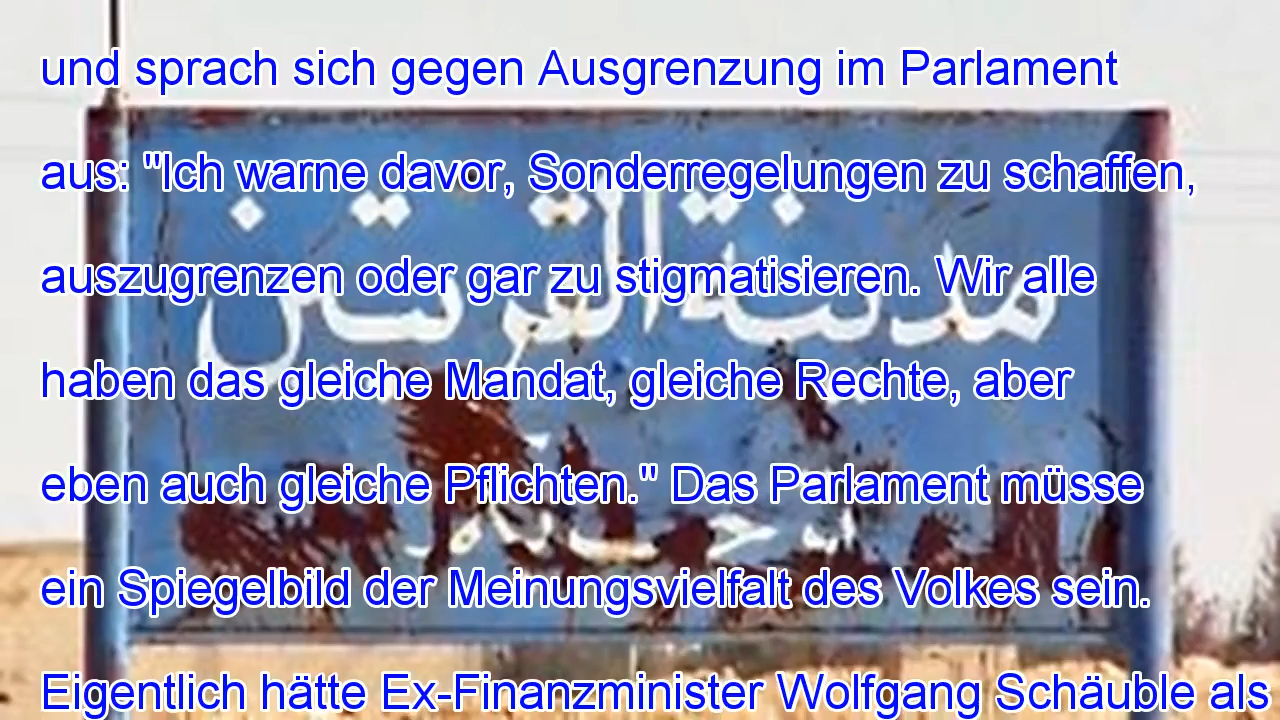 und sprach sich gegen Ausgrenzung im Parlament
aus: "Ich warne davor, Sonderregelungen zu schaffen,
auszugrenzen oder gar zu stigmatisieren. Wir alle
haben das gleiche Mandat, gleiche Rechte, aber
eben auch gleiche Pflichten." Das Parlament müsse
ein Spiegelbild der Meinungsvielfalt des Volkes sein.
Eigentlich hätte Ex-Finanzminister Wolfgang Schäuble als
مدينة القريتين